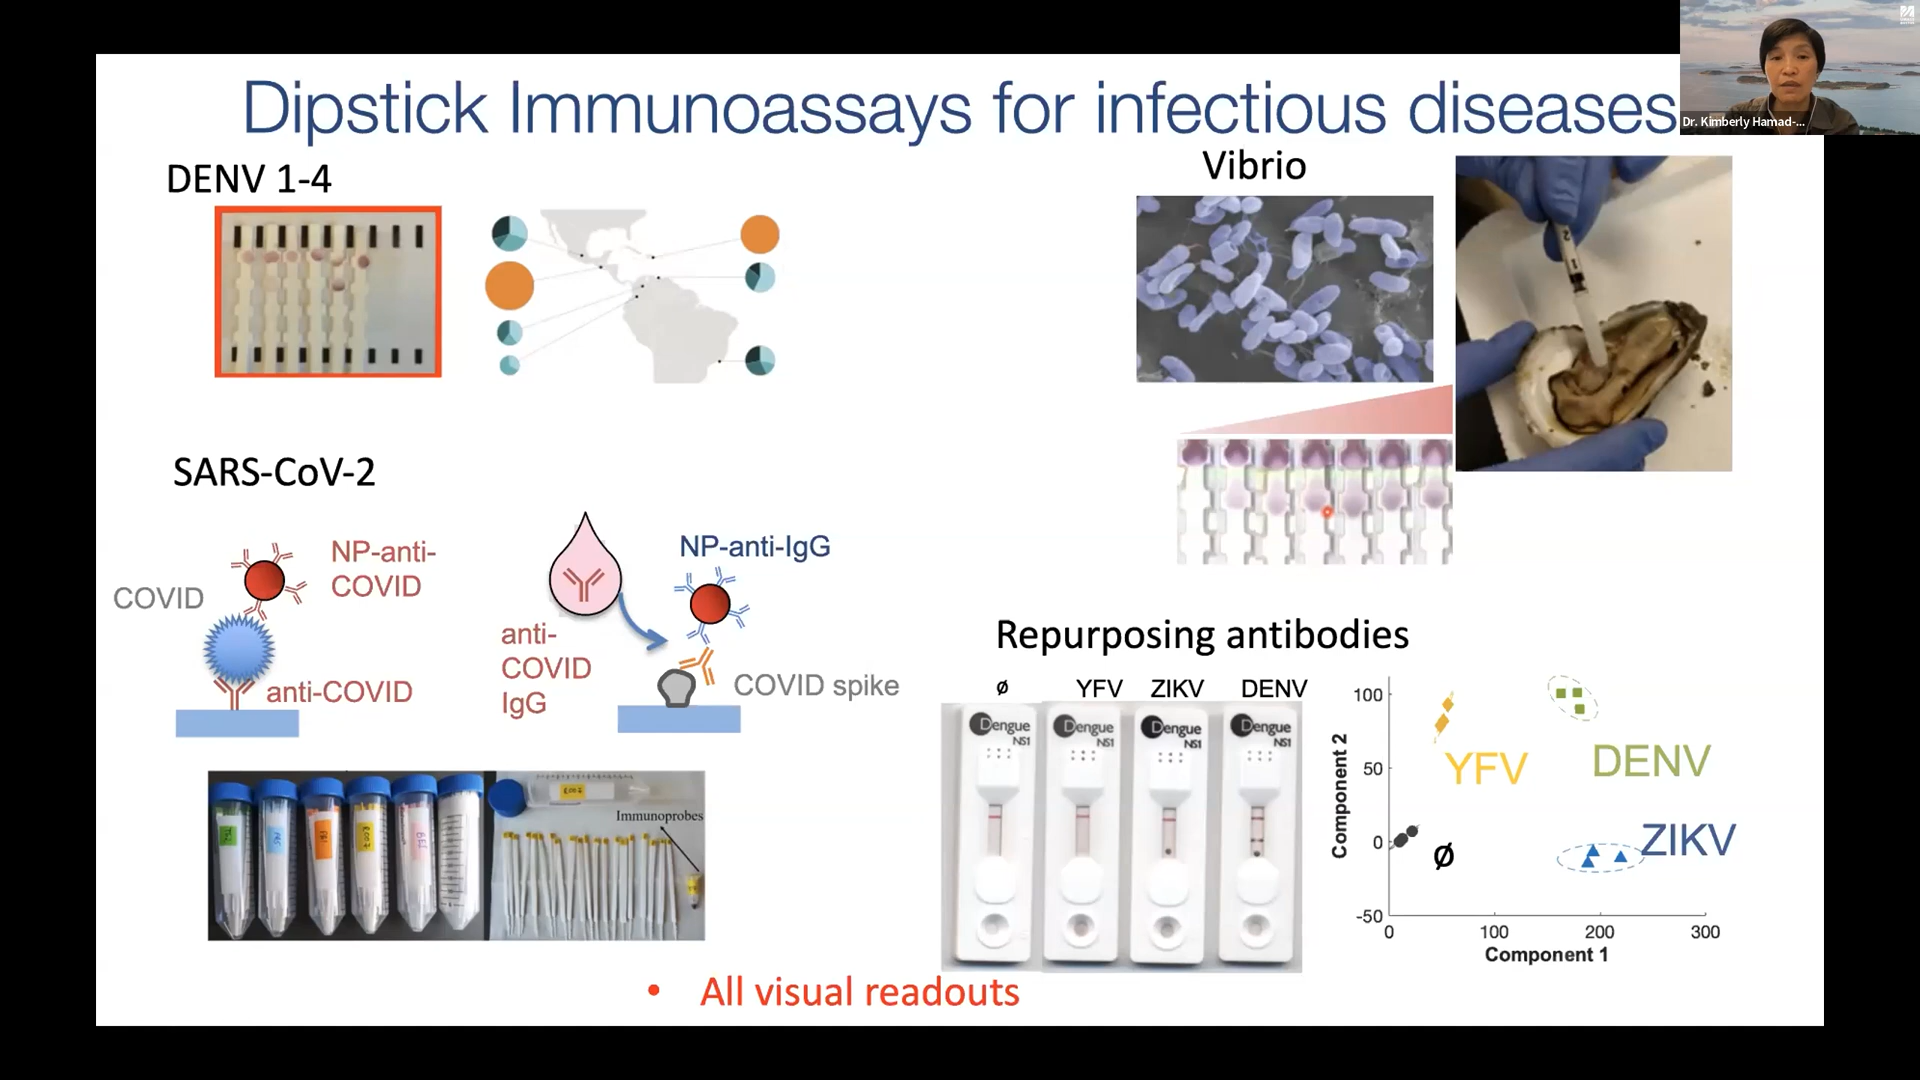 Dipstick Immunoassays for infectious diseases
Dr. Kimberly Hamad-...
DENV 1-4
Vibrio
2
1
SARS-CoV-2
NP-anti-
COVID
COVID
anti-COVID
NP-anti-IgG
anti-
COVID
IgG
COVID spike
Immunoprobes
Repurposing antibodies
ø YFV ZIKV DENV
Dengue
NS1
Dengue
NS1
Dengue
NS1
Dengue
NS1
100
50
0
-50
0 100 200 300
Component 2
Component 1
YFV
DENV
ZIKV
Ø
• All visual readouts